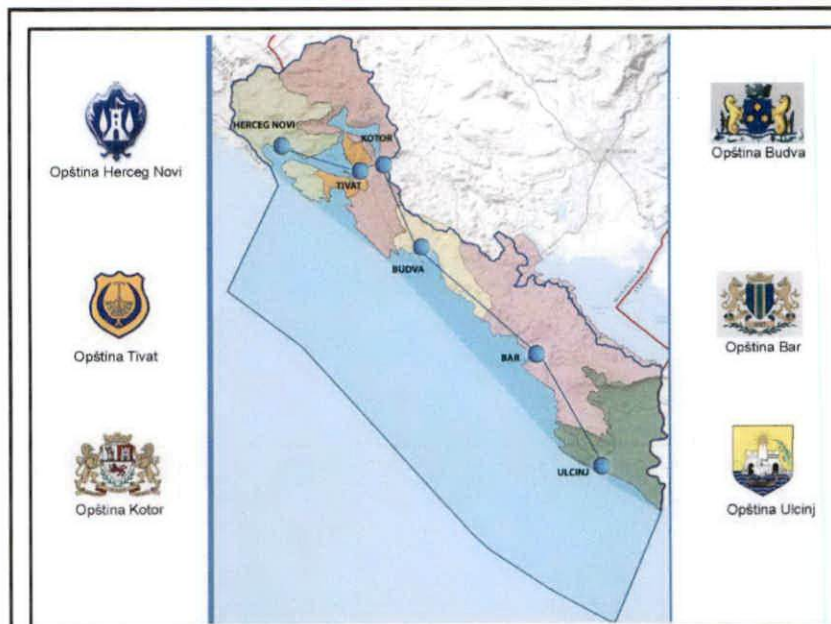 Opština Herceg Novi
Opština Tivat
Opština Kotor
HERCEG NOVI
KOTOR
TIVAT
BUDVA
BAR
ULCINJ
Opština Budva
Opština Bar
Opština Ulcinj